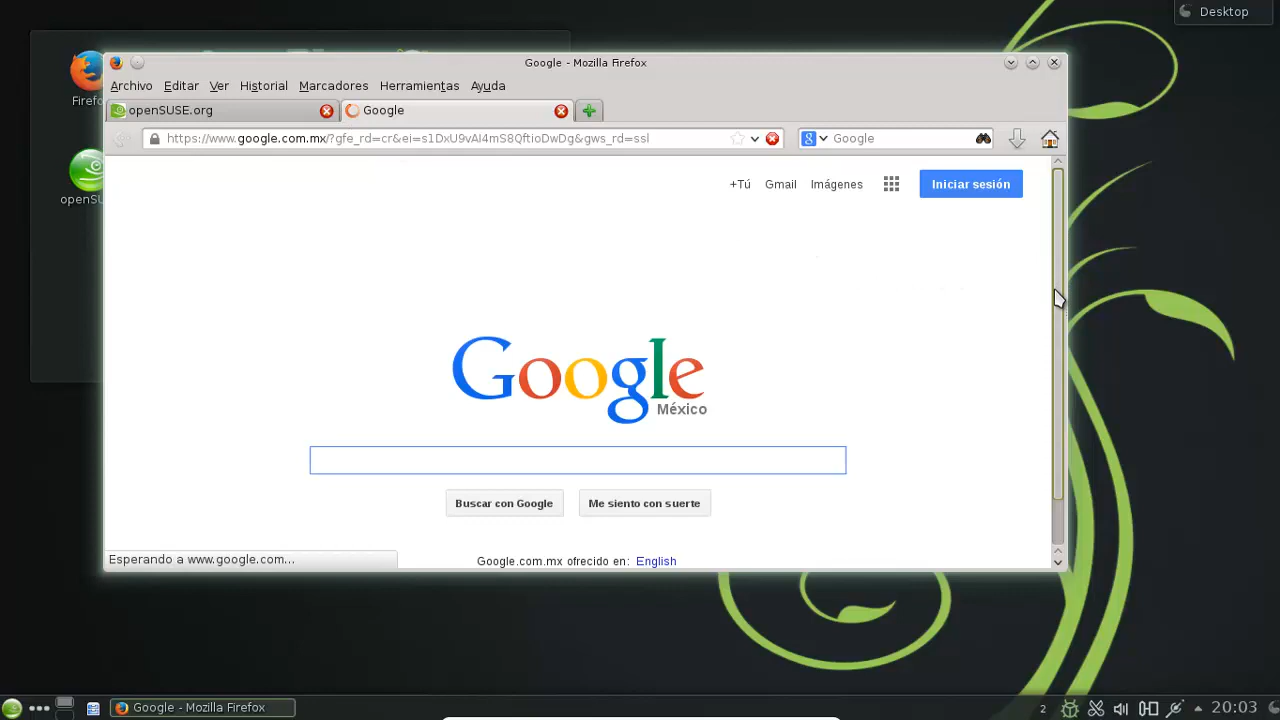 Desktop
Google - Mozilla Firefox
Archivo Editar Ver Historial Marcadores Herramientas Ayuda
openSUSE.org Google
https://www.google.com.mx/?gfe_rd=cr&ei=s1DxU9vAI4mS8QftioDwDg&gws_rd=ssl Google
+Tú Gmail Imágenes Iniciar sesión
Google
México
Buscar con Google Me siento con suerte
Google.com.mx ofrecido en: English
Esperando a www.google.com...
Google - Mozilla Firefox 2 20:03